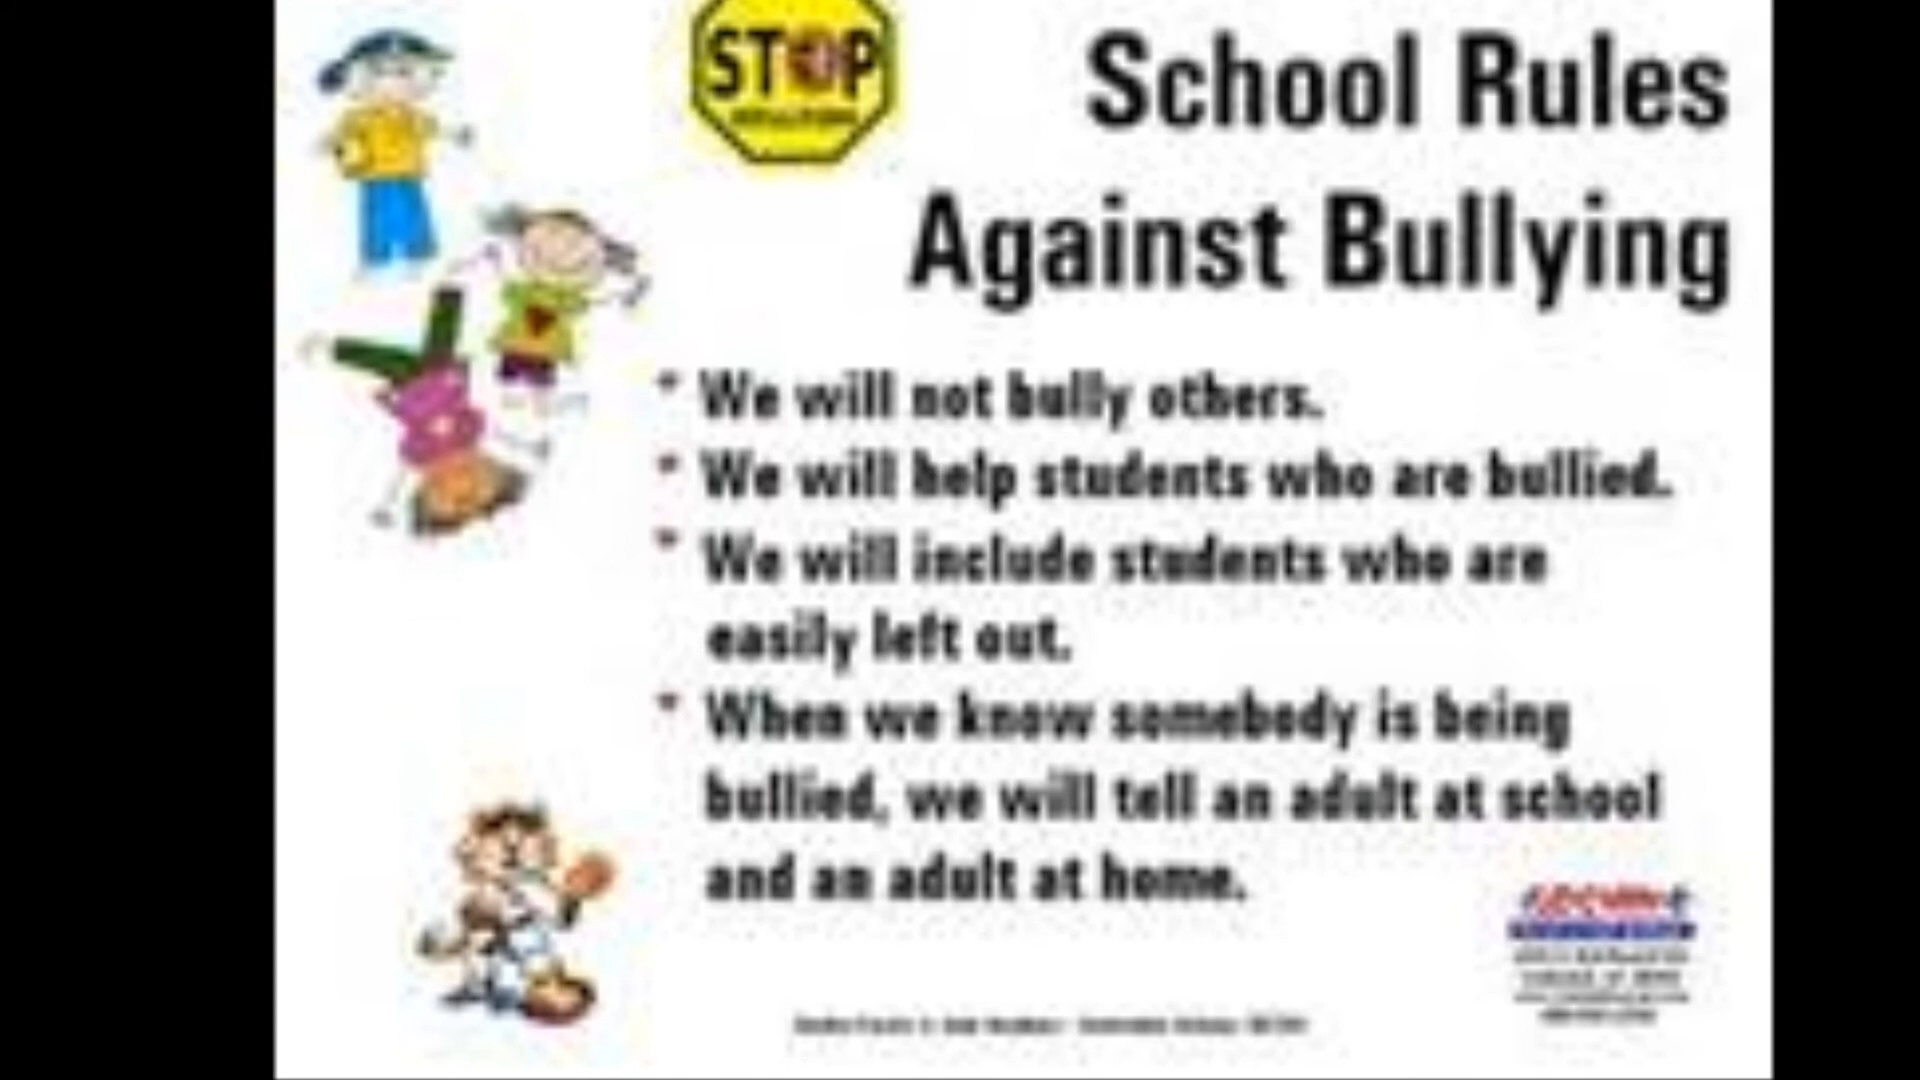 STOP
School Rules
Against Bullying
* We will not bully others.
* We will help students who are bullied.
* We will include students who are
easily left out.
* When we know somebody is being
bullied, we will tell an adult at school
and an adult at home.